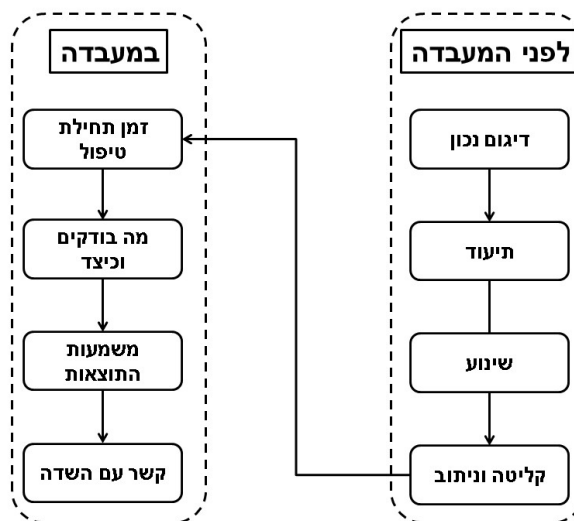 לפני המעבדה
דיגום נכון
תיעוד
שינוע
קליטה וניתוב
במעבדה
זמן תחילת
טיפול
מה בודקים
וכיצד
משמעות
התוצאות
קשר עם השדה